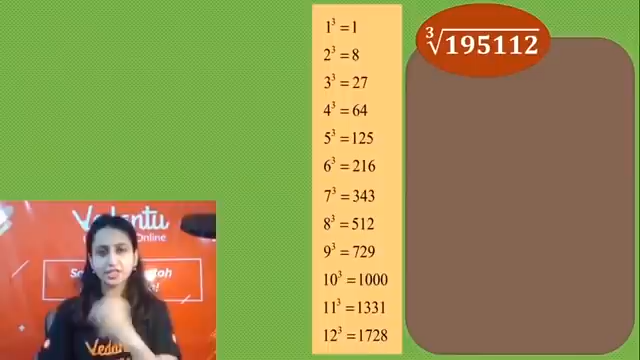 1³ = 1
2³ = 8
3³ = 27
4³ = 64
5³ = 125
6³ = 216
7³ = 343
8³ = 512
9³ = 729
10³ = 1000
11³ = 1331
12³ = 1728
∛195112
Vedantu
Online